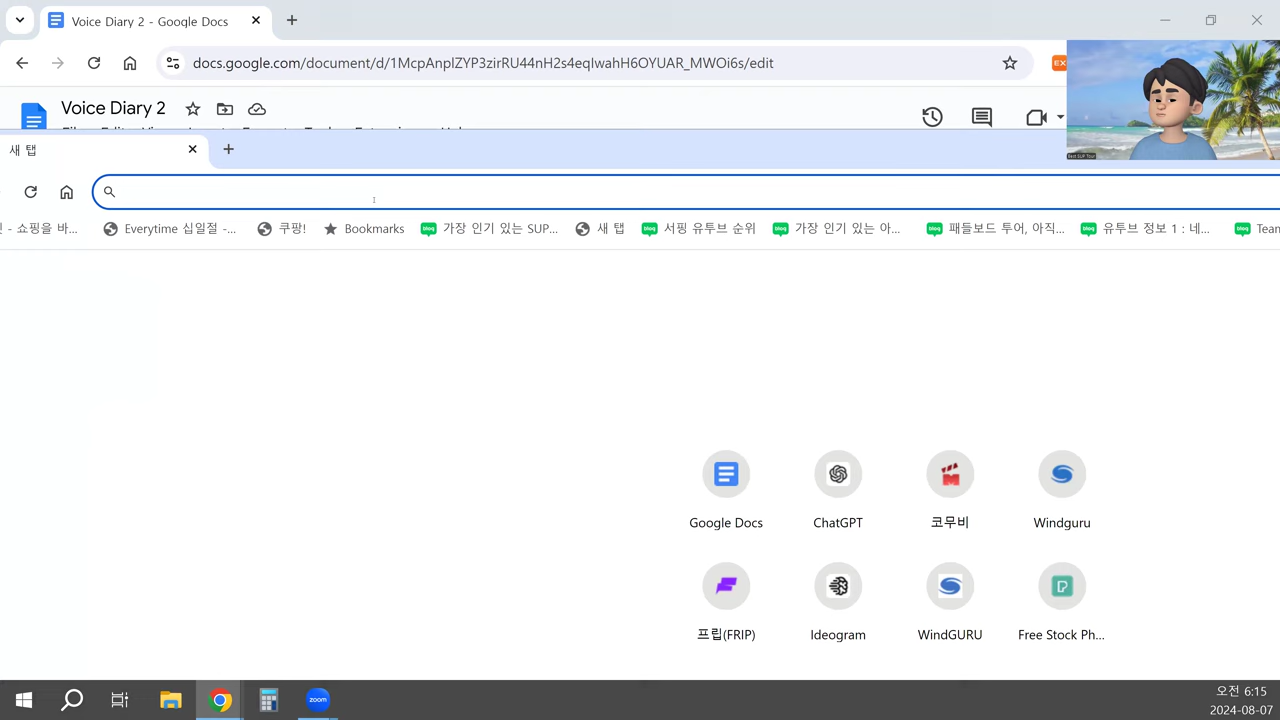 Voice Diary 2 - Google Docs
docs.google.com/document/d/1McpAnplZYP3zirRU44nH2s4eqIwahH6OYUAR_MWOi6s/edit
Voice Diary 2
새 탭
- 쇼핑을 바...
Everytime 십일절 -...
쿠팡!
Bookmarks
가장 인기 있는 SUP...
새 탭
서핑 유투브 순위
가장 인기 있는 아...
패들보드 투어, 아직...
유투브 정보 1 : 네...
Team
Google Docs
ChatGPT
코무비
Windguru
프립(FRIP)
Ideogram
WindGURU
Free Stock Ph...
zoom
오전 6:15
2024-08-07